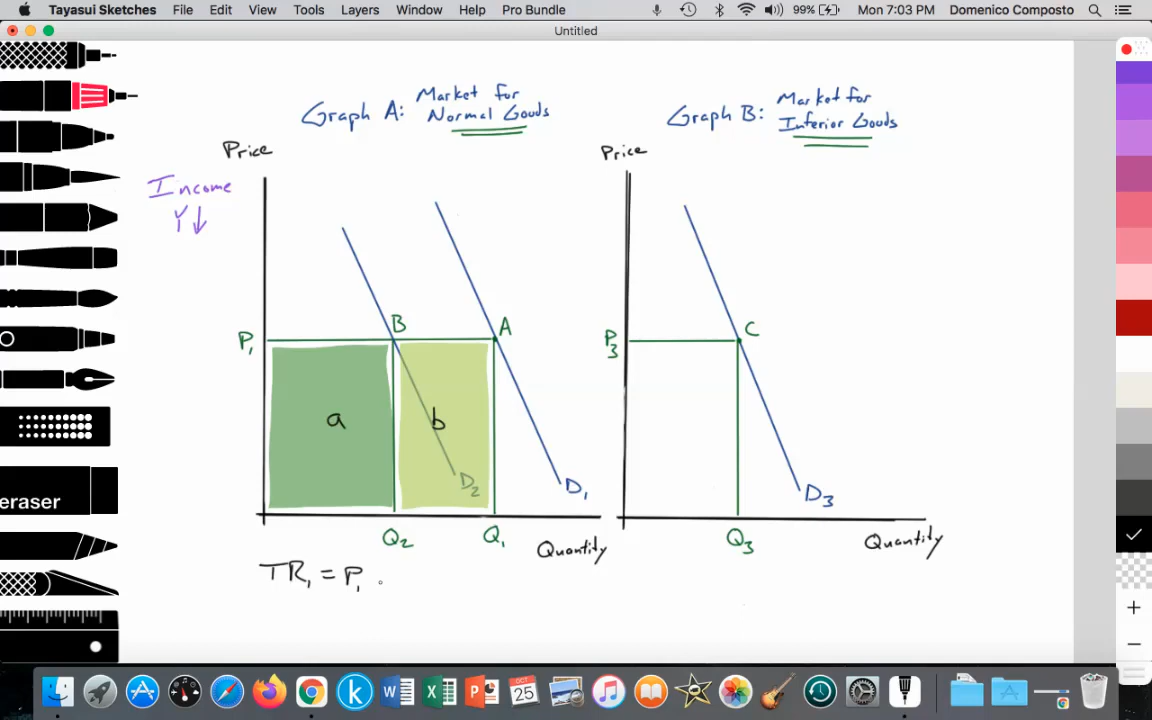 Tayasui Sketches File Edit View Tools Layers Window Help Pro Bundle 99% Mon 7:03 PM Domenico Composto
Untitled
Graph A: Market for
Normal Goods
Graph B: Market for
Inferior Goods
Price
Price
Income
Y↓
B
A
C
P₁
P₃
a
b
D₂
D₁
D₃
Q₂
Q₁
Quantity
Q₃
Quantity
TR₁ = P₁ .
eraser
OCT
25